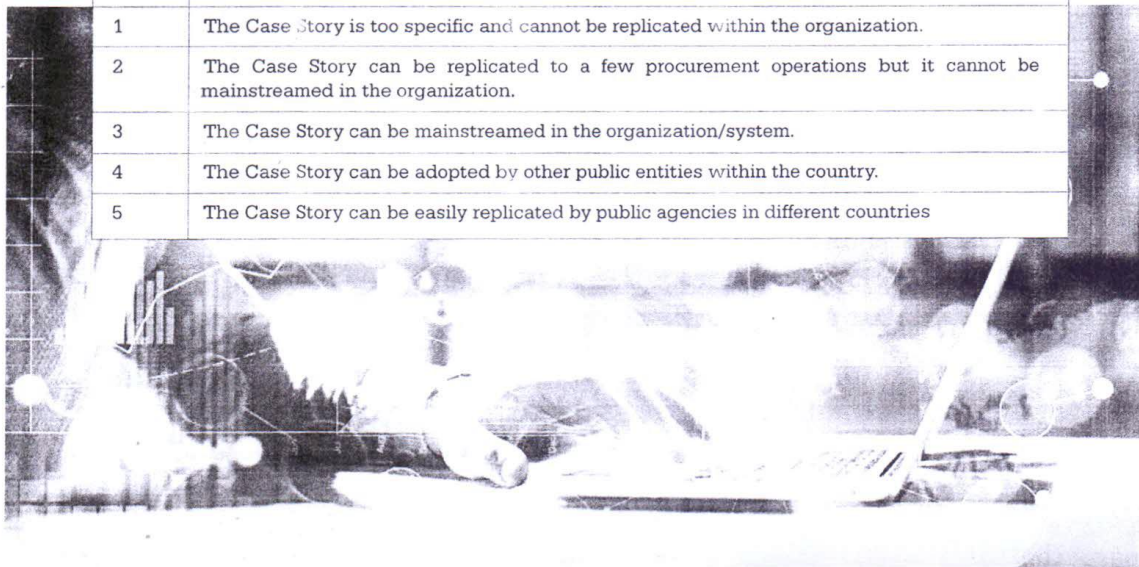 1 The Case Story is too specific and cannot be replicated within the organization.
2 The Case Story can be replicated to a few procurement operations but it cannot be
mainstreamed in the organization.
3 The Case Story can be mainstreamed in the organization/system.
4 The Case Story can be adopted by other public entities within the country.
5 The Case Story can be easily replicated by public agencies in different countries